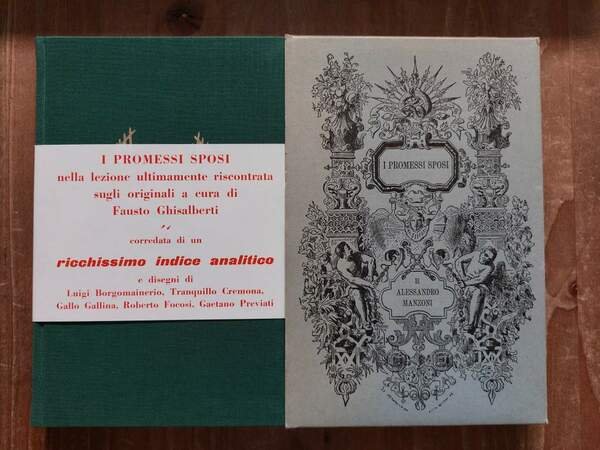 I PROMESSI SPOSI
nella lezione ultimamente riscontrata
sugli originali a cura di
Fausto Ghisalberti
corredata di un
ricchissimo indice analitico
e disegni di
Luigi Borgomainerio, Tranquillo Cremona,
Gallo Gallina, Roberto Focosi, Gaetano Previati
I PROMESSI SPOSI
DI
ALESSANDRO
MANZONI